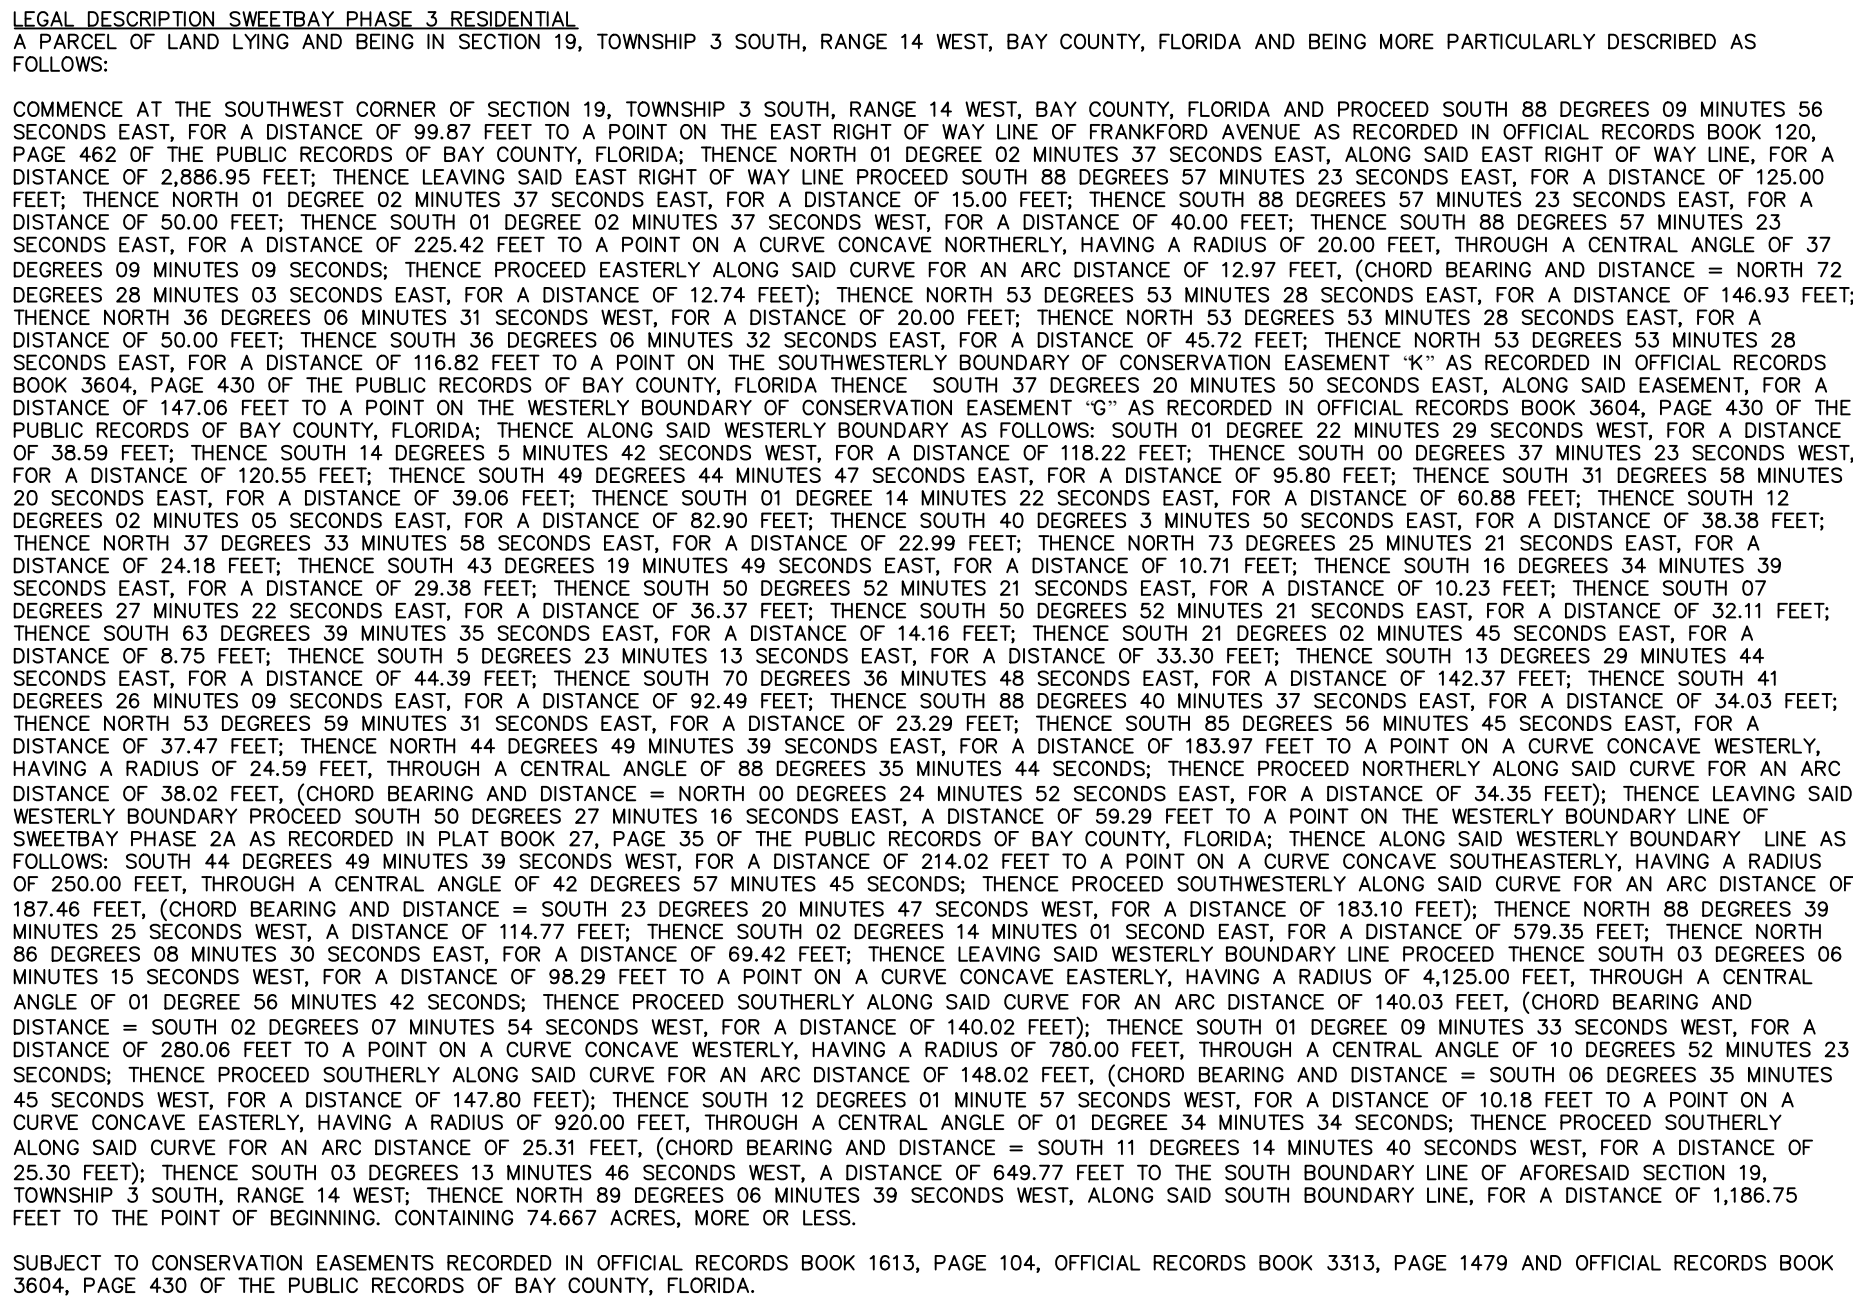 LEGAL DESCRIPTION SWEETBAY PHASE 3 RESIDENTIAL
A PARCEL OF LAND LYING AND BEING IN SECTION 19, TOWNSHIP 3 SOUTH, RANGE 14 WEST, BAY COUNTY, FLORIDA AND BEING MORE PARTICULARLY DESCRIBED AS
FOLLOWS:
COMMENCE AT THE SOUTHWEST CORNER OF SECTION 19, TOWNSHIP 3 SOUTH, RANGE 14 WEST, BAY COUNTY, FLORIDA AND PROCEED SOUTH 88 DEGREES 09 MINUTES 56
SECONDS EAST, FOR A DISTANCE OF 99.87 FEET TO A POINT ON THE EAST RIGHT OF WAY LINE OF FRANKFORD AVENUE AS RECORDED IN OFFICIAL RECORDS BOOK 120,
PAGE 462 OF THE PUBLIC RECORDS OF BAY COUNTY, FLORIDA; THENCE NORTH 01 DEGREE 02 MINUTES 37 SECONDS EAST, ALONG SAID EAST RIGHT OF WAY LINE, FOR A
DISTANCE OF 2,886.95 FEET; THENCE LEAVING SAID EAST RIGHT OF WAY LINE PROCEED SOUTH 88 DEGREES 57 MINUTES 23 SECONDS EAST, FOR A DISTANCE OF 125.00
FEET; THENCE NORTH 01 DEGREE 02 MINUTES 37 SECONDS EAST, FOR A DISTANCE OF 15.00 FEET; THENCE SOUTH 88 DEGREES 57 MINUTES 23 SECONDS EAST, FOR A
DISTANCE OF 50.00 FEET; THENCE SOUTH 01 DEGREE 02 MINUTES 37 SECONDS WEST, FOR A DISTANCE OF 40.00 FEET; THENCE SOUTH 88 DEGREES 57 MINUTES 23
SECONDS EAST, FOR A DISTANCE OF 225.42 FEET TO A POINT ON A CURVE CONCAVE NORTHERLY, HAVING A RADIUS OF 20.00 FEET, THROUGH A CENTRAL ANGLE OF 37
DEGREES 09 MINUTES 09 SECONDS; THENCE PROCEED EASTERLY ALONG SAID CURVE FOR AN ARC DISTANCE OF 12.97 FEET, (CHORD BEARING AND DISTANCE = NORTH 72
DEGREES 28 MINUTES 03 SECONDS EAST, FOR A DISTANCE OF 12.74 FEET); THENCE NORTH 53 DEGREES 53 MINUTES 28 SECONDS EAST, FOR A DISTANCE OF 146.93 FEET;
THENCE NORTH 36 DEGREES 06 MINUTES 31 SECONDS WEST, FOR A DISTANCE OF 20.00 FEET; THENCE NORTH 53 DEGREES 53 MINUTES 28 SECONDS EAST, FOR A
DISTANCE OF 50.00 FEET; THENCE SOUTH 36 DEGREES 06 MINUTES 32 SECONDS EAST, FOR A DISTANCE OF 45.72 FEET; THENCE NORTH 53 DEGREES 53 MINUTES 28
SECONDS EAST, FOR A DISTANCE OF 116.82 FEET TO A POINT ON THE SOUTHWESTERLY BOUNDARY OF CONSERVATION EASEMENT “K” AS RECORDED IN OFFICIAL RECORDS
BOOK 3604, PAGE 430 OF THE PUBLIC RECORDS OF BAY COUNTY, FLORIDA THENCE SOUTH 37 DEGREES 20 MINUTES 50 SECONDS EAST, ALONG SAID EASEMENT, FOR A
DISTANCE OF 147.06 FEET TO A POINT ON THE WESTERLY BOUNDARY OF CONSERVATION EASEMENT “G” AS RECORDED IN OFFICIAL RECORDS BOOK 3604, PAGE 430 OF THE
PUBLIC RECORDS OF BAY COUNTY, FLORIDA; THENCE ALONG SAID WESTERLY BOUNDARY AS FOLLOWS: SOUTH 01 DEGREE 22 MINUTES 29 SECONDS WEST, FOR A DISTANCE
OF 38.59 FEET; THENCE SOUTH 14 DEGREES 5 MINUTES 42 SECONDS WEST, FOR A DISTANCE OF 118.22 FEET; THENCE SOUTH 00 DEGREES 37 MINUTES 23 SECONDS WEST,
FOR A DISTANCE OF 120.55 FEET; THENCE SOUTH 49 DEGREES 44 MINUTES 47 SECONDS EAST, FOR A DISTANCE OF 95.80 FEET; THENCE SOUTH 31 DEGREES 58 MINUTES
20 SECONDS EAST, FOR A DISTANCE OF 39.06 FEET; THENCE SOUTH 01 DEGREE 14 MINUTES 22 SECONDS EAST, FOR A DISTANCE OF 60.88 FEET; THENCE SOUTH 12
DEGREES 02 MINUTES 05 SECONDS EAST, FOR A DISTANCE OF 82.90 FEET; THENCE SOUTH 40 DEGREES 3 MINUTES 50 SECONDS EAST, FOR A DISTANCE OF 38.38 FEET;
THENCE NORTH 37 DEGREES 33 MINUTES 58 SECONDS EAST, FOR A DISTANCE OF 22.99 FEET; THENCE NORTH 73 DEGREES 25 MINUTES 21 SECONDS EAST, FOR A
DISTANCE OF 24.18 FEET; THENCE SOUTH 43 DEGREES 19 MINUTES 49 SECONDS EAST, FOR A DISTANCE OF 10.71 FEET; THENCE SOUTH 16 DEGREES 34 MINUTES 39
SECONDS EAST, FOR A DISTANCE OF 29.38 FEET; THENCE SOUTH 50 DEGREES 52 MINUTES 21 SECONDS EAST, FOR A DISTANCE OF 10.23 FEET; THENCE SOUTH 07
DEGREES 27 MINUTES 22 SECONDS EAST, FOR A DISTANCE OF 36.37 FEET; THENCE SOUTH 50 DEGREES 52 MINUTES 21 SECONDS EAST, FOR A DISTANCE OF 32.11 FEET;
THENCE SOUTH 63 DEGREES 39 MINUTES 35 SECONDS EAST, FOR A DISTANCE OF 14.16 FEET; THENCE SOUTH 21 DEGREES 02 MINUTES 45 SECONDS EAST, FOR A
DISTANCE OF 8.75 FEET; THENCE SOUTH 5 DEGREES 23 MINUTES 13 SECONDS EAST, FOR A DISTANCE OF 33.30 FEET; THENCE SOUTH 13 DEGREES 29 MINUTES 44
SECONDS EAST, FOR A DISTANCE OF 44.39 FEET; THENCE SOUTH 70 DEGREES 36 MINUTES 48 SECONDS EAST, FOR A DISTANCE OF 142.37 FEET; THENCE SOUTH 41
DEGREES 26 MINUTES 09 SECONDS EAST, FOR A DISTANCE OF 92.49 FEET; THENCE SOUTH 88 DEGREES 40 MINUTES 37 SECONDS EAST, FOR A DISTANCE OF 34.03 FEET;
THENCE NORTH 53 DEGREES 59 MINUTES 31 SECONDS EAST, FOR A DISTANCE OF 23.29 FEET; THENCE SOUTH 85 DEGREES 56 MINUTES 45 SECONDS EAST, FOR A
DISTANCE OF 37.47 FEET; THENCE NORTH 44 DEGREES 49 MINUTES 39 SECONDS EAST, FOR A DISTANCE OF 183.97 FEET TO A POINT ON A CURVE CONCAVE WESTERLY,
HAVING A RADIUS OF 24.59 FEET, THROUGH A CENTRAL ANGLE OF 88 DEGREES 35 MINUTES 44 SECONDS; THENCE PROCEED NORTHERLY ALONG SAID CURVE FOR AN ARC
DISTANCE OF 38.02 FEET, (CHORD BEARING AND DISTANCE = NORTH 00 DEGREES 24 MINUTES 52 SECONDS EAST, FOR A DISTANCE OF 34.35 FEET); THENCE LEAVING SAID
WESTERLY BOUNDARY PROCEED SOUTH 50 DEGREES 27 MINUTES 16 SECONDS EAST, A DISTANCE OF 59.29 FEET TO A POINT ON THE WESTERLY BOUNDARY LINE OF
SWEETBAY PHASE 2A AS RECORDED IN PLAT BOOK 27, PAGE 35 OF THE PUBLIC RECORDS OF BAY COUNTY, FLORIDA; THENCE ALONG SAID WESTERLY BOUNDARY LINE AS
FOLLOWS: SOUTH 44 DEGREES 49 MINUTES 39 SECONDS WEST, FOR A DISTANCE OF 214.02 FEET TO A POINT ON A CURVE CONCAVE SOUTHEASTERLY, HAVING A RADIUS
OF 250.00 FEET, THROUGH A CENTRAL ANGLE OF 42 DEGREES 57 MINUTES 45 SECONDS; THENCE PROCEED SOUTHWESTERLY ALONG SAID CURVE FOR AN ARC DISTANCE OF
187.46 FEET, (CHORD BEARING AND DISTANCE = SOUTH 23 DEGREES 20 MINUTES 47 SECONDS WEST, FOR A DISTANCE OF 183.10 FEET); THENCE NORTH 88 DEGREES 39
MINUTES 25 SECONDS WEST, A DISTANCE OF 114.77 FEET; THENCE SOUTH 02 DEGREES 14 MINUTES 01 SECOND EAST, FOR A DISTANCE OF 579.35 FEET; THENCE NORTH
86 DEGREES 08 MINUTES 30 SECONDS EAST, FOR A DISTANCE OF 69.42 FEET; THENCE LEAVING SAID WESTERLY BOUNDARY LINE PROCEED THENCE SOUTH 03 DEGREES 06
MINUTES 15 SECONDS WEST, FOR A DISTANCE OF 98.29 FEET TO A POINT ON A CURVE CONCAVE EASTERLY, HAVING A RADIUS OF 4,125.00 FEET, THROUGH A CENTRAL
ANGLE OF 01 DEGREE 56 MINUTES 42 SECONDS; THENCE PROCEED SOUTHERLY ALONG SAID CURVE FOR AN ARC DISTANCE OF 140.03 FEET, (CHORD BEARING AND
DISTANCE = SOUTH 02 DEGREES 07 MINUTES 54 SECONDS WEST, FOR A DISTANCE OF 140.02 FEET); THENCE SOUTH 01 DEGREE 09 MINUTES 33 SECONDS WEST, FOR A
DISTANCE OF 280.06 FEET TO A POINT ON A CURVE CONCAVE WESTERLY, HAVING A RADIUS OF 780.00 FEET, THROUGH A CENTRAL ANGLE OF 10 DEGREES 52 MINUTES 23
SECONDS; THENCE PROCEED SOUTHERLY ALONG SAID CURVE FOR AN ARC DISTANCE OF 148.02 FEET, (CHORD BEARING AND DISTANCE = SOUTH 06 DEGREES 35 MINUTES
45 SECONDS WEST, FOR A DISTANCE OF 147.80 FEET); THENCE SOUTH 12 DEGREES 01 MINUTE 57 SECONDS WEST, FOR A DISTANCE OF 10.18 FEET TO A POINT ON A
CURVE CONCAVE EASTERLY, HAVING A RADIUS OF 920.00 FEET, THROUGH A CENTRAL ANGLE OF 01 DEGREE 34 MINUTES 34 SECONDS; THENCE PROCEED SOUTHERLY
ALONG SAID CURVE FOR AN ARC DISTANCE OF 25.31 FEET, (CHORD BEARING AND DISTANCE = SOUTH 11 DEGREES 14 MINUTES 40 SECONDS WEST, FOR A DISTANCE OF
25.30 FEET); THENCE SOUTH 03 DEGREES 13 MINUTES 46 SECONDS WEST, A DISTANCE OF 649.77 FEET TO THE SOUTH BOUNDARY LINE OF AFORESAID SECTION 19,
TOWNSHIP 3 SOUTH, RANGE 14 WEST; THENCE NORTH 89 DEGREES 06 MINUTES 39 SECONDS WEST, ALONG SAID SOUTH BOUNDARY LINE, FOR A DISTANCE OF 1,186.75
FEET TO THE POINT OF BEGINNING. CONTAINING 74.667 ACRES, MORE OR LESS.
SUBJECT TO CONSERVATION EASEMENTS RECORDED IN OFFICIAL RECORDS BOOK 1613, PAGE 104, OFFICIAL RECORDS BOOK 3313, PAGE 1479 AND OFFICIAL RECORDS BOOK
3604, PAGE 430 OF THE PUBLIC RECORDS OF BAY COUNTY, FLORIDA.